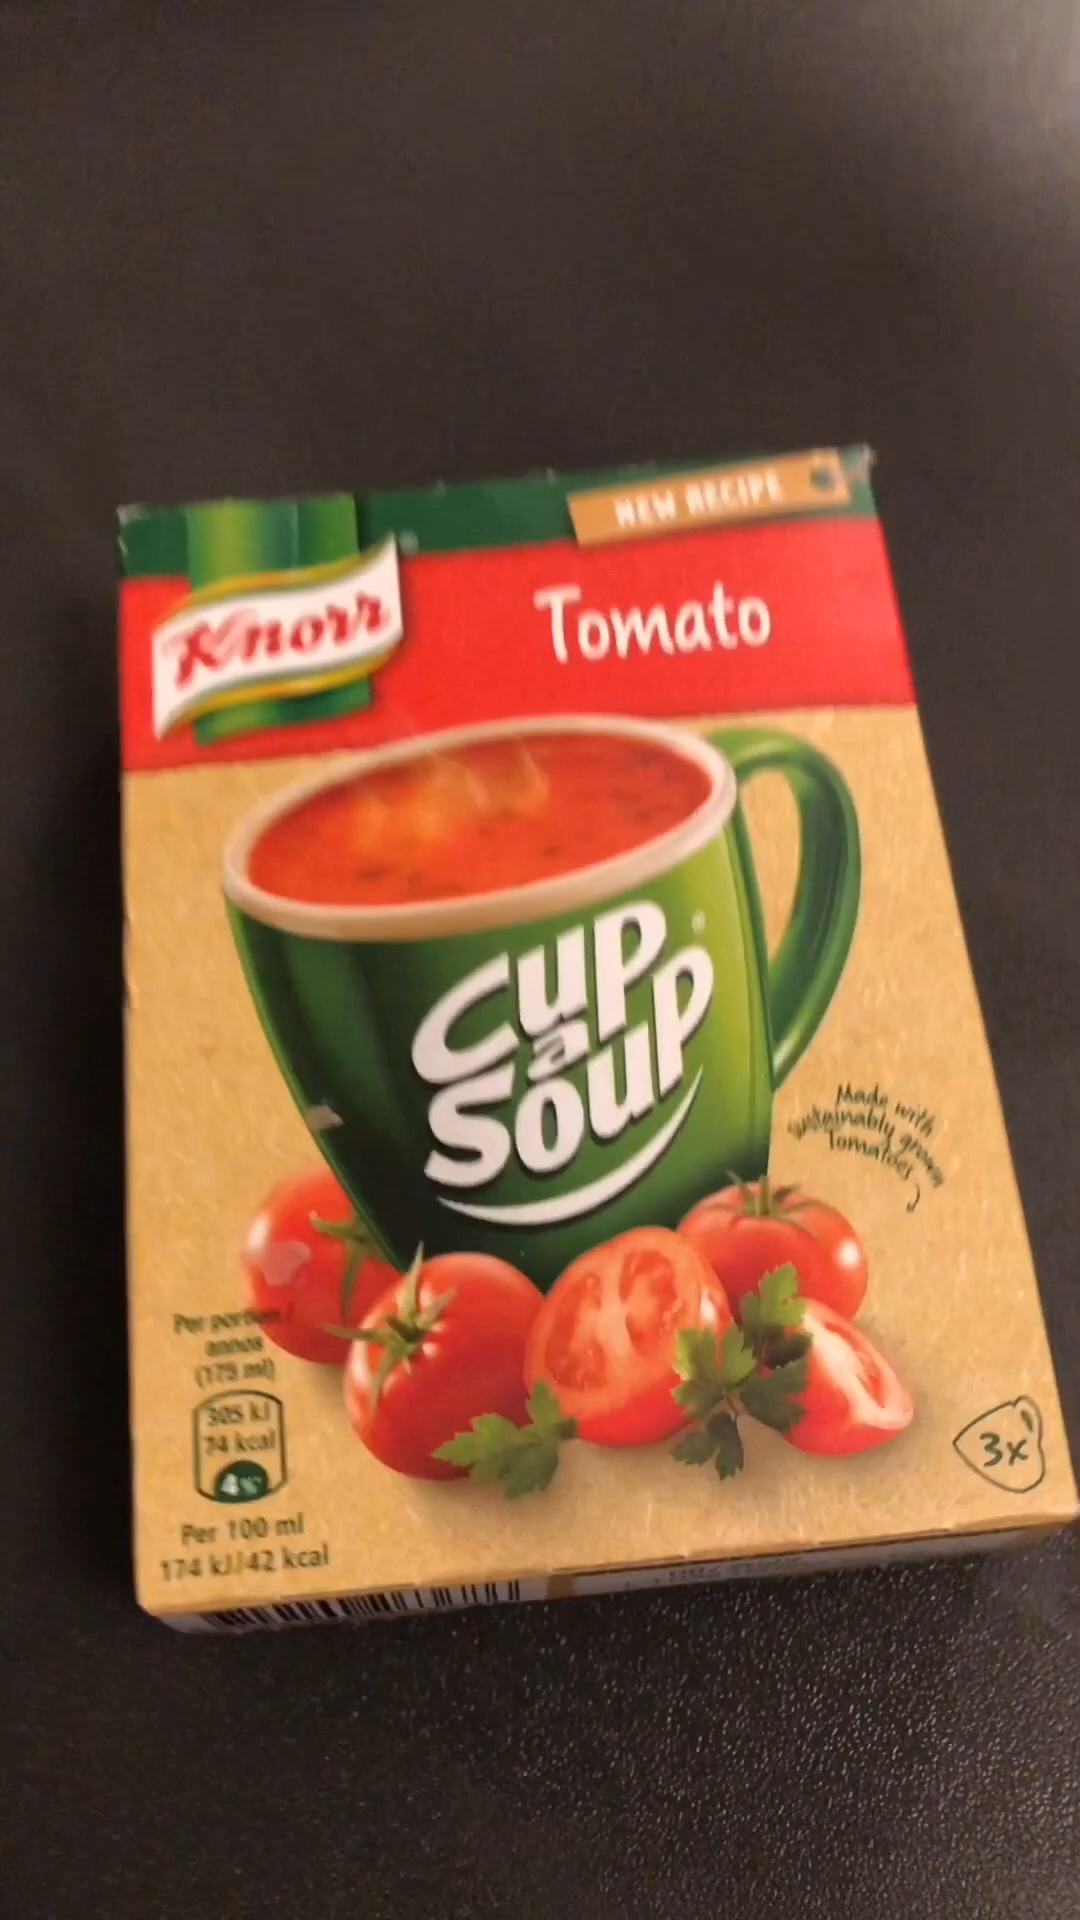 NEW RECIPE
Knorr
Tomato
Cup
a
Soup
Made with
sustainably grown
Tomatoes
Per portion /
annos
(175 ml)
305 kJ
74 kcal
4%*
3x
Per 100 ml
174 kJ/42 kcal